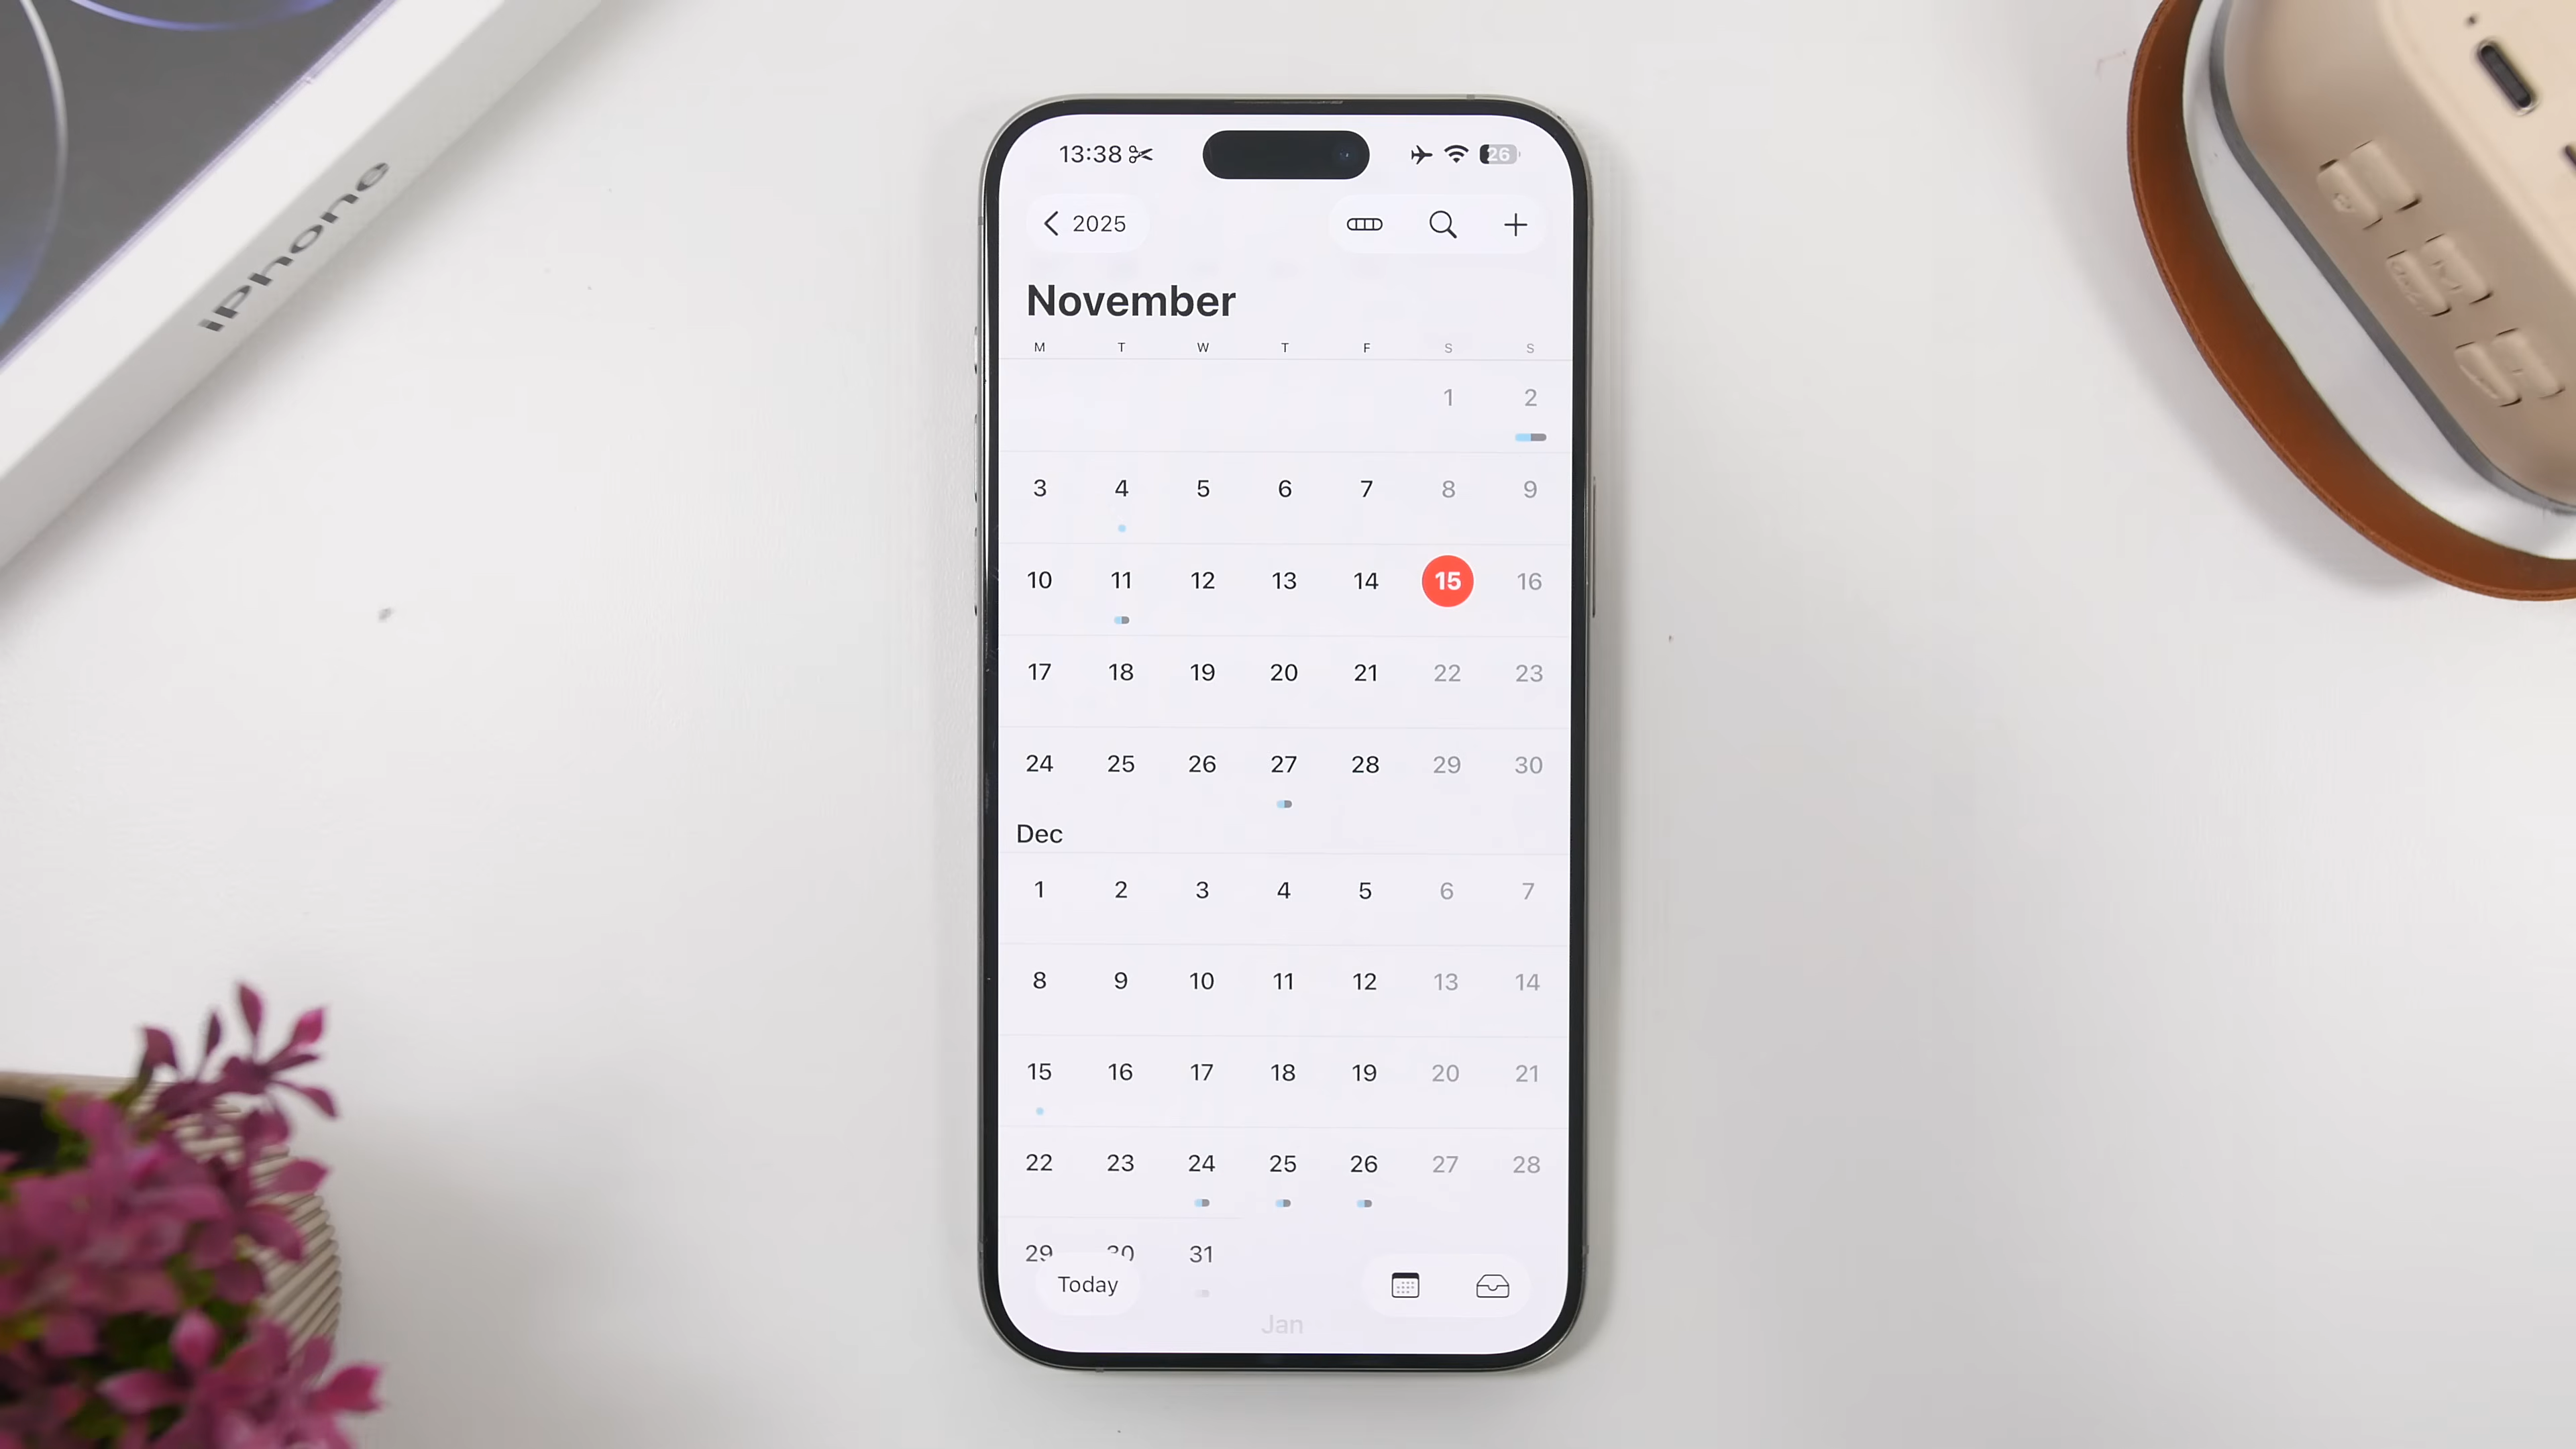 iPhone
13:38 26
2025
November
M T W T F S S
1 2
3 4 5 6 7 8 9
10 11 12 13 14 15 16
17 18 19 20 21 22 23
24 25 26 27 28 29 30
Dec
1 2 3 4 5 6 7
8 9 10 11 12 13 14
15 16 17 18 19 20 21
22 23 24 25 26 27 28
29 30 31
Today
Jan